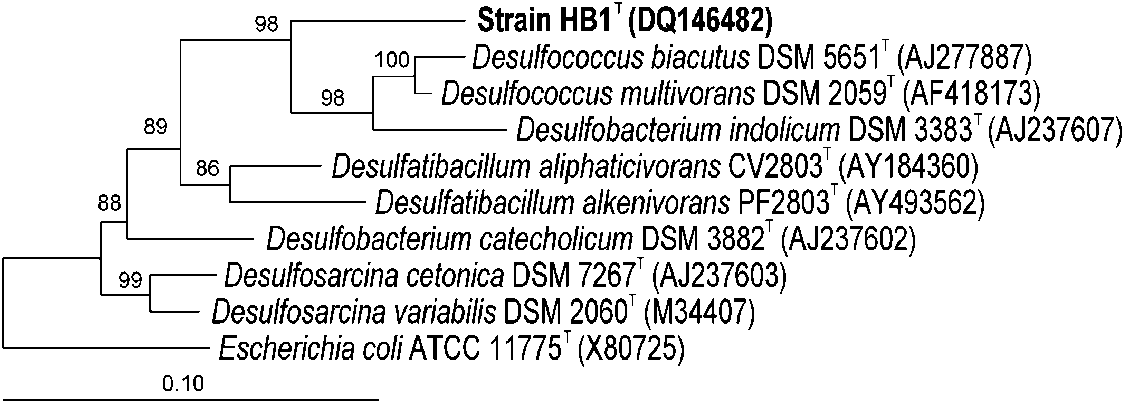 98 Strain HB1ᵀ (DQ146482)
100 Desulfococcus biacutus DSM 5651ᵀ (AJ277887)
98 Desulfococcus multivorans DSM 2059ᵀ (AF418173)
89 Desulfobacterium indolicum DSM 3383ᵀ (AJ237607)
86 Desulfatibacillum aliphaticivorans CV2803ᵀ (AY184360)
88 Desulfatibacillum alkenivorans PF2803ᵀ (AY493562)
Desulfobacterium catecholicum DSM 3882ᵀ (AJ237602)
99 Desulfosarcina cetonica DSM 7267ᵀ (AJ237603)
Desulfosarcina variabilis DSM 2060ᵀ (M34407)
Escherichia coli ATCC 11775ᵀ (X80725)
0.10